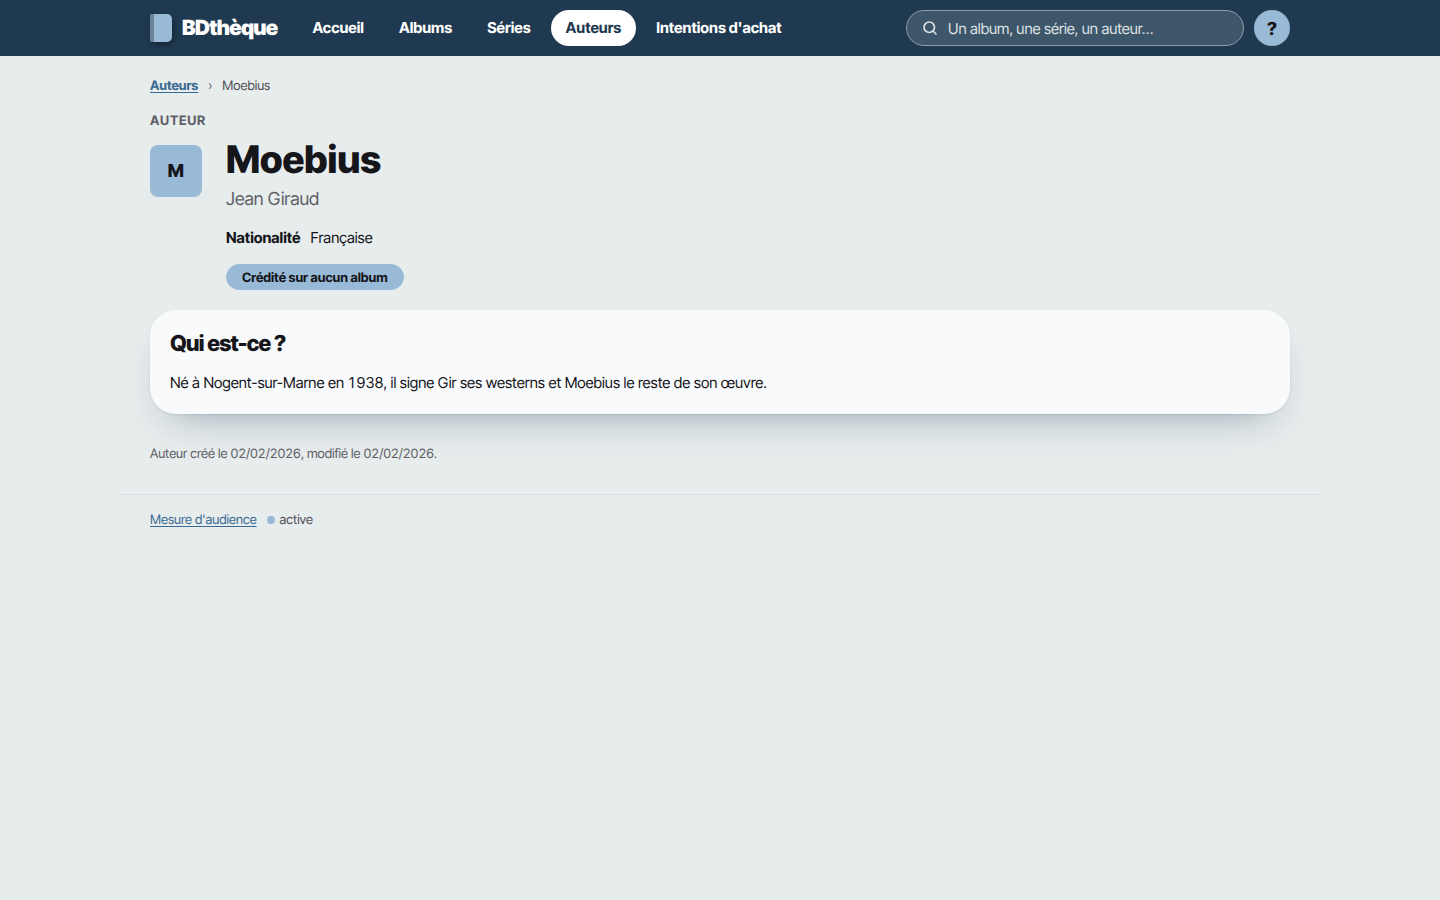 BDthèque Accueil Albums Séries Auteurs Intentions d'achat Un album, une série, un auteur... ?
Auteurs › Moebius
AUTEUR
M
Moebius
Jean Giraud
Nationalité Française
Crédité sur aucun album
Qui est-ce ?
Né à Nogent-sur-Marne en 1938, il signe Gir ses westerns et Moebius le reste de son œuvre.
Auteur créé le 02/02/2026, modifié le 02/02/2026.
Mesure d'audience active